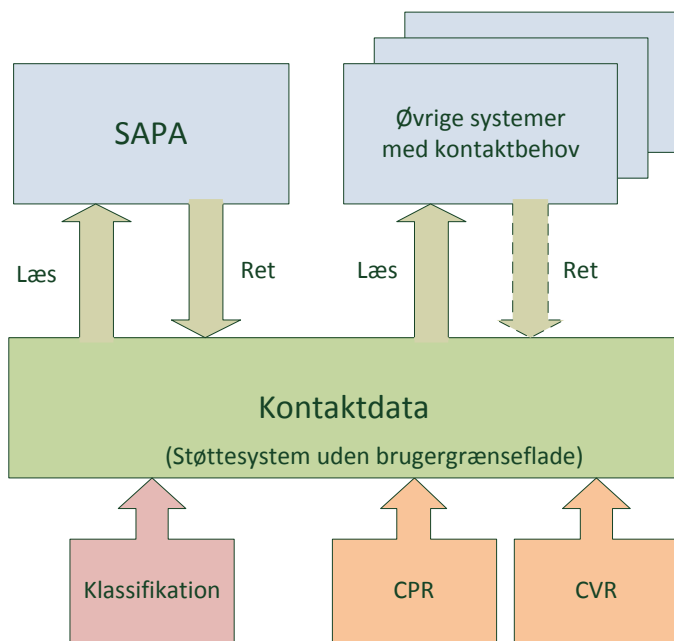 SAPA
Øvrige systemer
med kontaktbehov
Læs
Ret
Læs
Ret
Kontaktdata
(Støttesystem uden brugergrænseflade)
Klassifikation
CPR
CVR